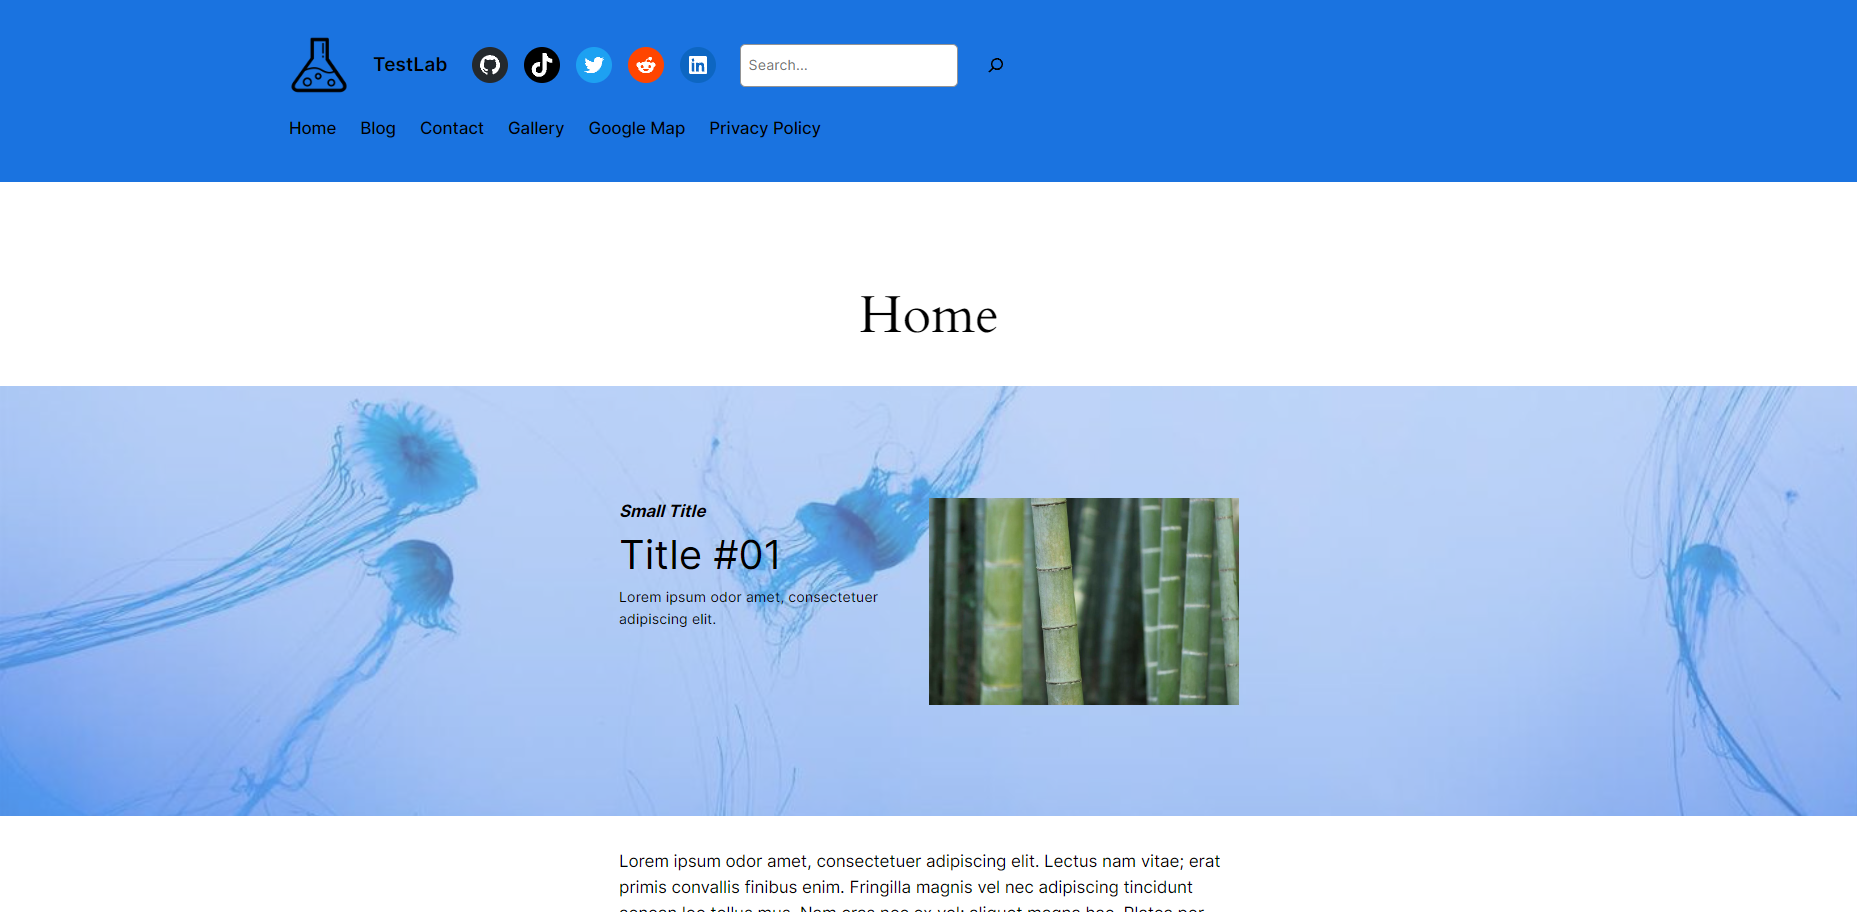 TestLab
Search...
Home Blog Contact Gallery Google Map Privacy Policy
Home
Small Title
Title #01
Lorem ipsum odor amet, consectetuer
adipiscing elit.
Lorem ipsum odor amet, consectetuer adipiscing elit. Lectus nam vitae; erat
primis convallis finibus enim. Fringilla magnis vel nec adipiscing tincidunt